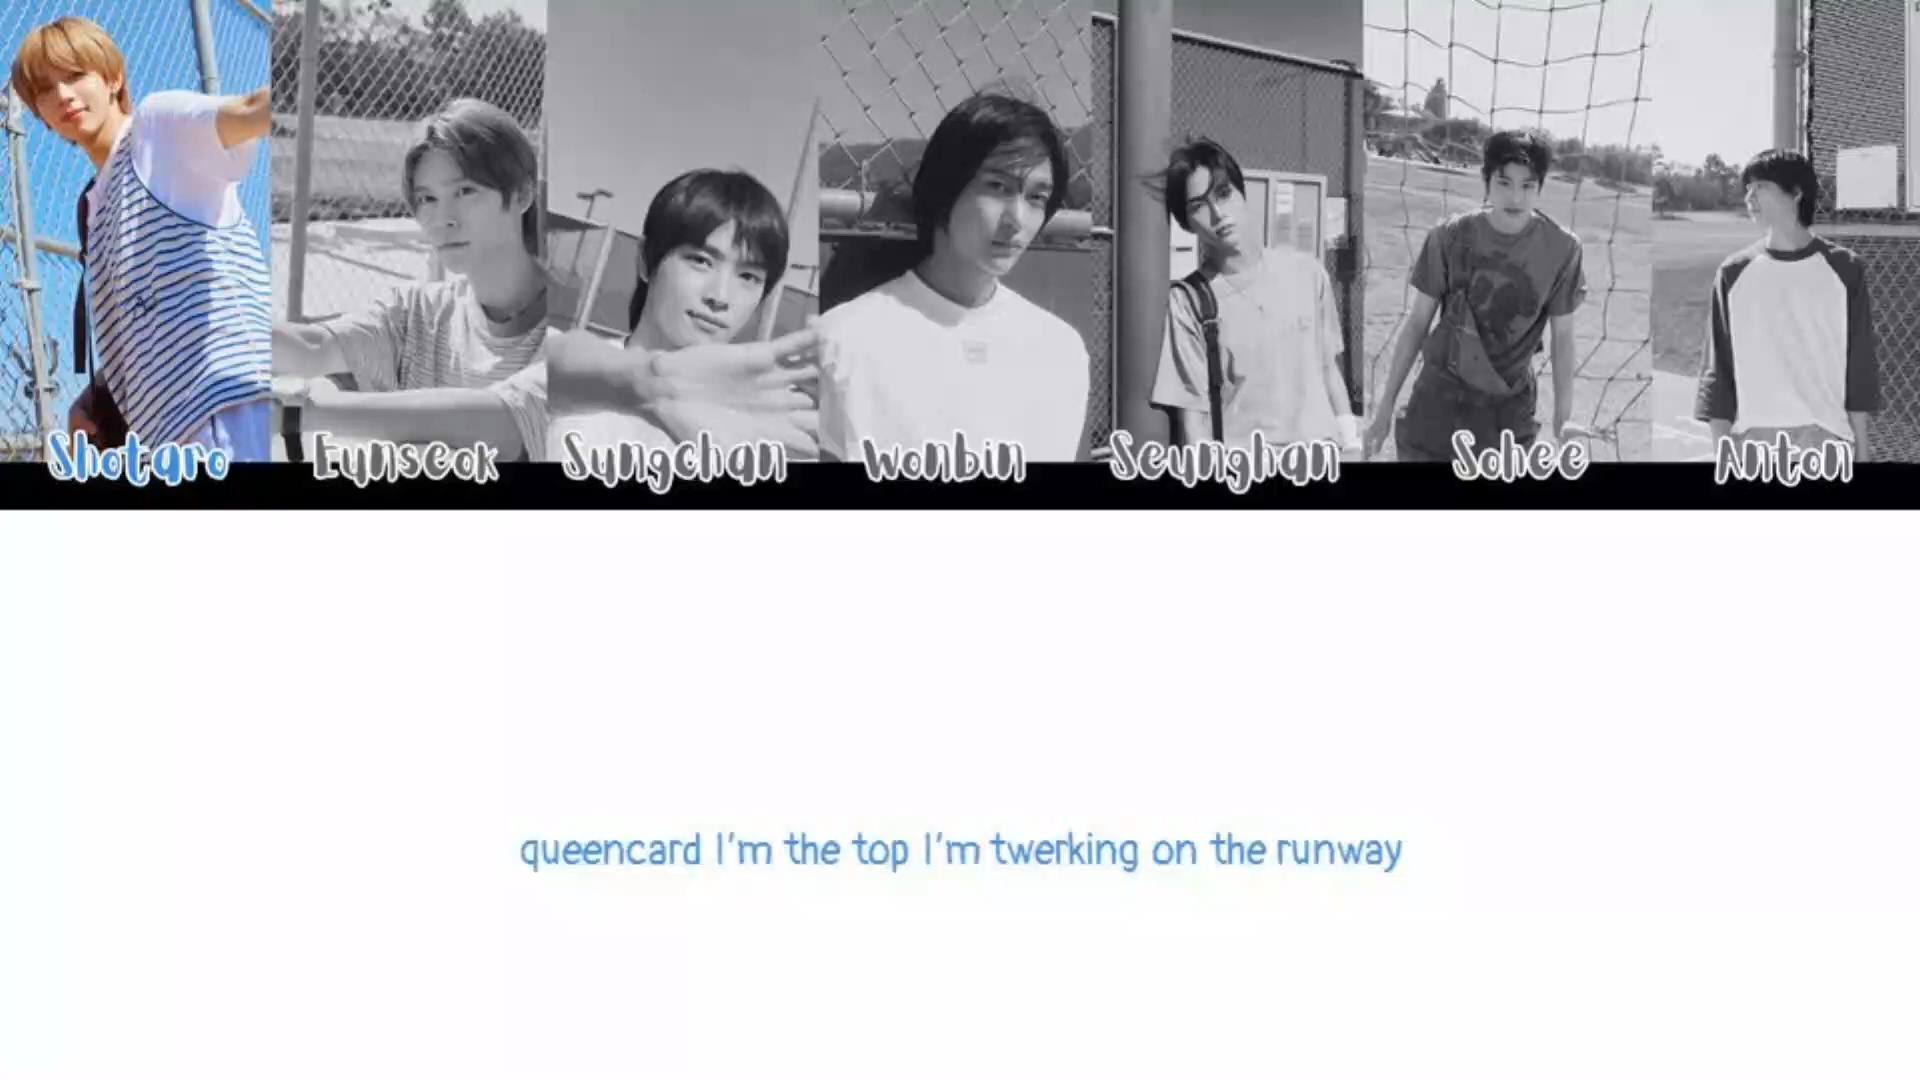 Shotaro Eunseok Sungchan Wonbin Seunghan Sohee Anton
queencard I'm the top I'm twerking on the runway